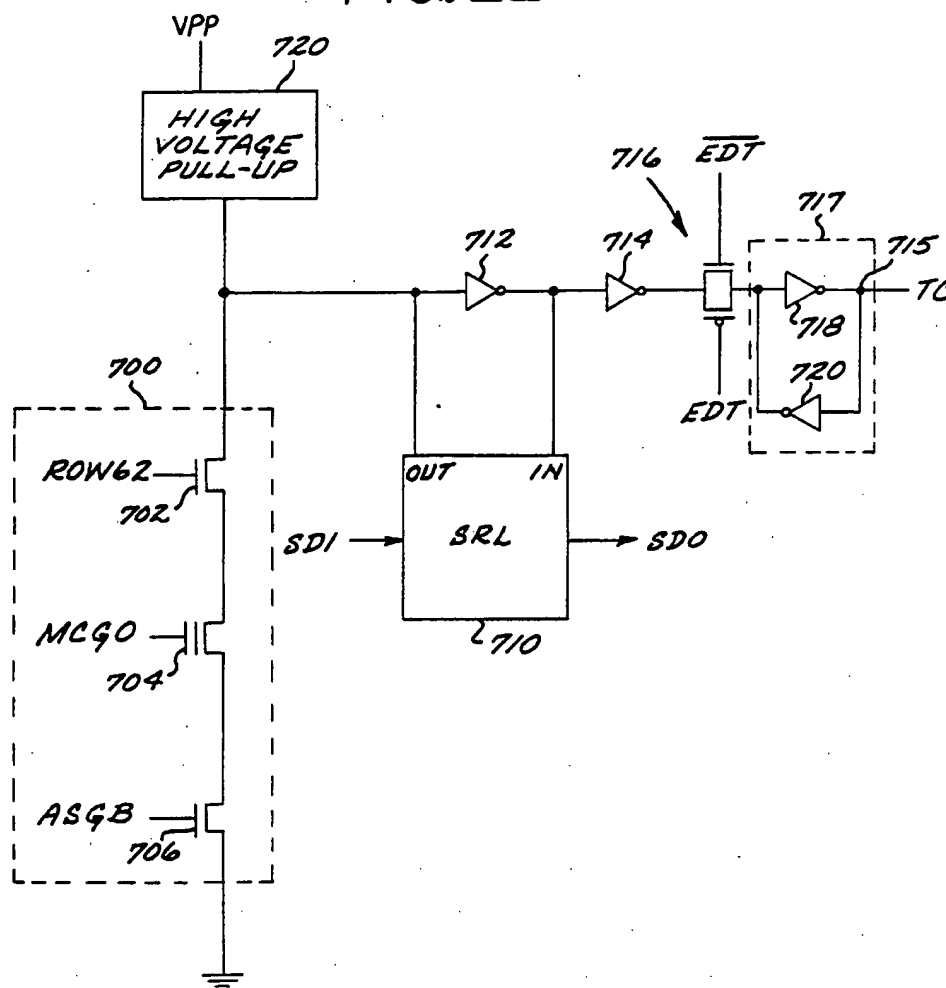 VPP
720
HIGH
VOLTAGE
PULL-UP
716
EDT
717
712
714
715
718
TO
720
EDT
700
ROW62
702
OUT IN
SDI SRL SDO
710
MCGO
704
ASGB
706